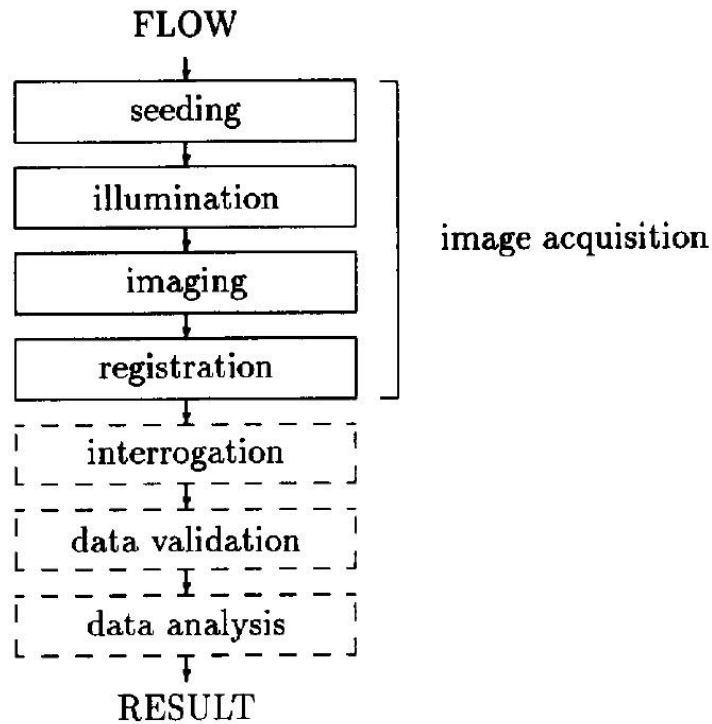 FLOW
seeding
illumination
imaging
registration
image acquisition
interrogation
data validation
data analysis
RESULT